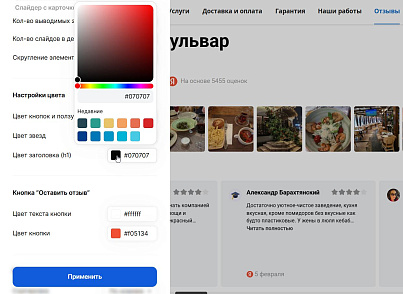 Слайдер с карточк
Кол-во выводимых э
Кол-во слайдов в де
Скругление элемент
#070707
Настройки цвета
Недавние
Цвет кнопок и ползу
Цвет звезд
Цвет заголовка (h1)
#070707
Кнопка "Оставить отзыв"
Цвет текста кнопки
#ffffff
Цвет кнопки
#f05134
Применить
Услуги
Доставка и оплата
Гарантия
Наши работы
Отзывы
ульвар
Я
На основе 5455 оценок
Александр Барахтянский
Достаточно уютное-чистое заведение, кухня
вкусная, кроме помидоров без вкусные как
будто пластиковые. У жены в люля кебаб...
Читать полностью
5 февраля